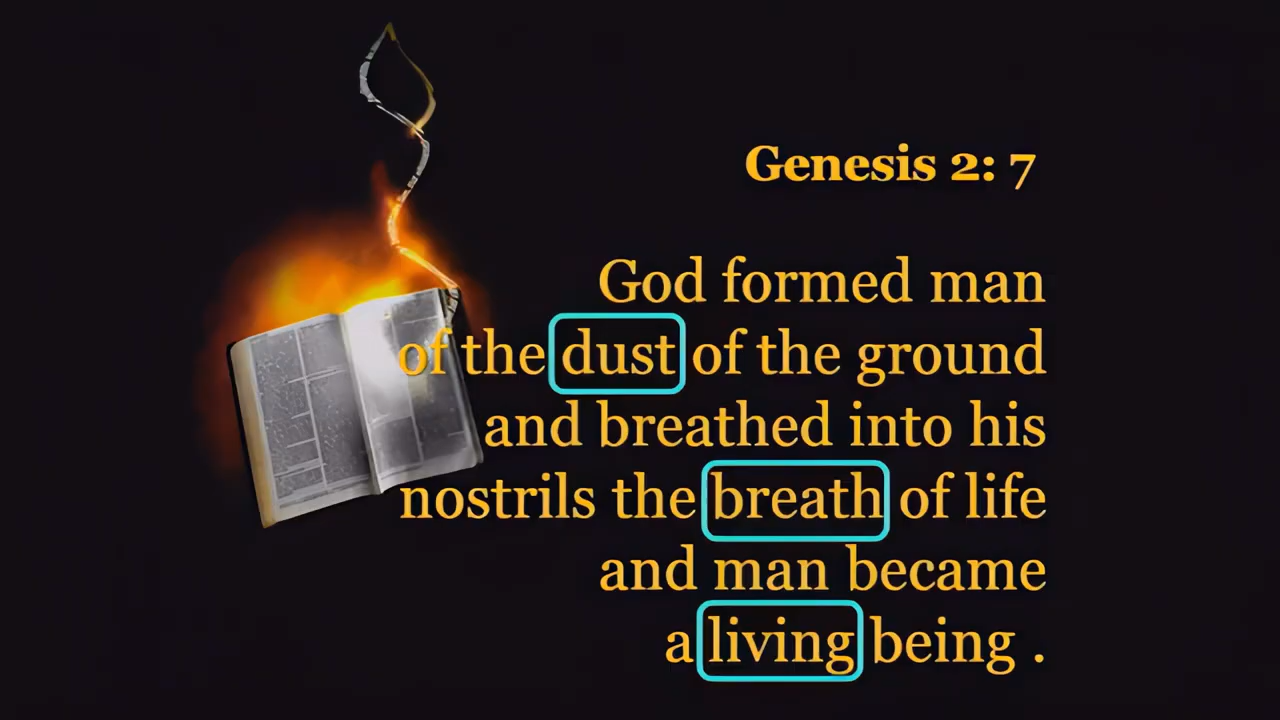 Genesis 2: 7
God formed man
of the dust of the ground
and breathed into his
nostrils the breath of life
and man became
a living being .